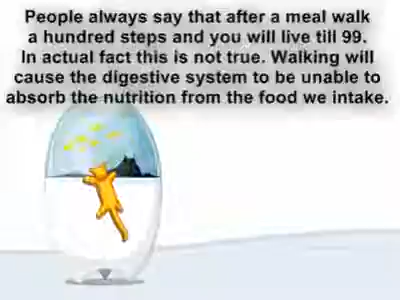 People always say that after a meal walk
a hundred steps and you will live till 99.
In actual fact this is not true. Walking will
cause the digestive system to be unable to
absorb the nutrition from the food we intake.